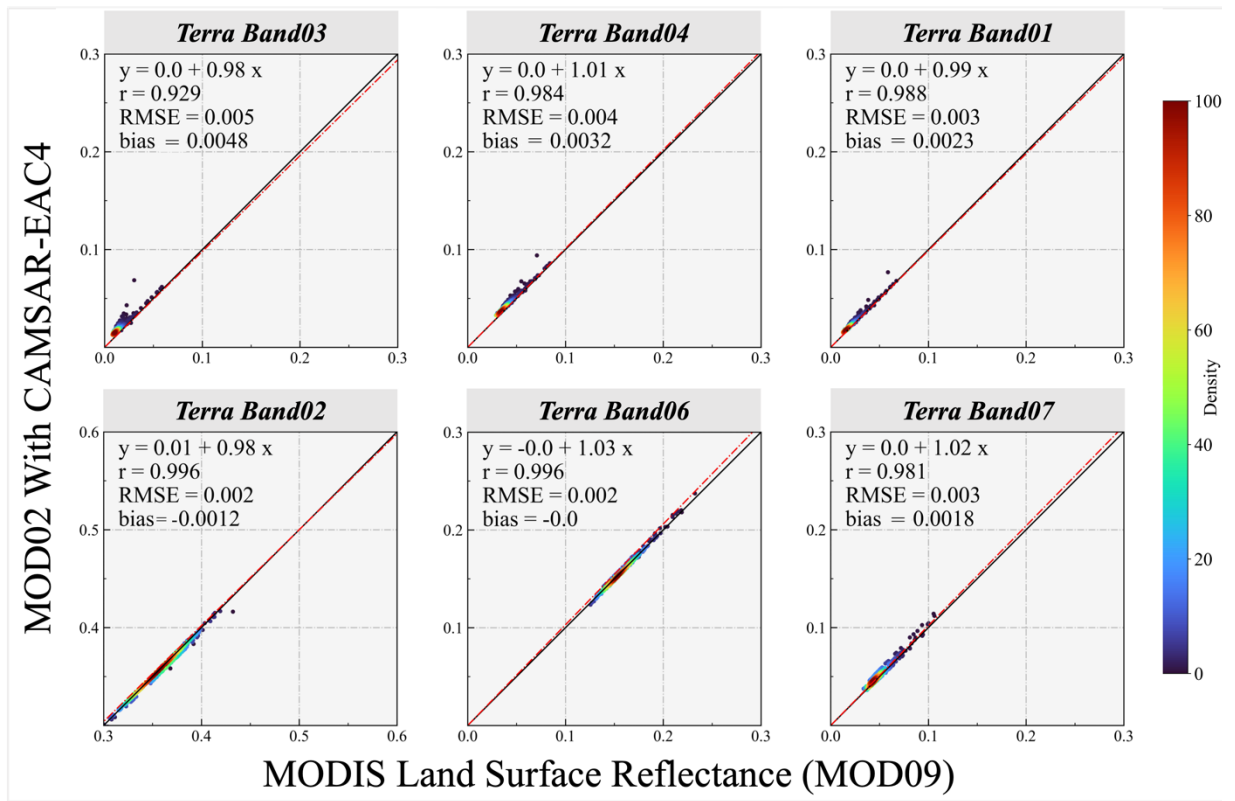 Terra Band03
Terra Band04
Terra Band01
0.3
y = 0.0 + 0.98 x
r = 0.929
RMSE = 0.005
bias = 0.0048
0.2
0.1
0.0
0.1
0.2
0.3
0.3
y = 0.0 + 1.01 x
r = 0.984
RMSE = 0.004
bias = 0.0032
0.2
0.1
0.0
0.1
0.2
0.3
0.3
y = 0.0 + 0.99 x
r = 0.988
RMSE = 0.003
bias = 0.0023
0.2
0.1
0.0
0.1
0.2
0.3
Terra Band02
Terra Band06
Terra Band07
0.6
y = 0.01 + 0.98 x
r = 0.996
RMSE = 0.002
bias= -0.0012
0.5
0.4
0.3
0.4
0.5
0.6
0.3
y = -0.0 + 1.03 x
r = 0.996
RMSE = 0.002
bias = -0.0
0.2
0.1
0.0
0.1
0.2
0.3
0.3
y = 0.0 + 1.02 x
r = 0.981
RMSE = 0.003
bias = 0.0018
0.2
0.1
0.0
0.1
0.2
0.3
MOD02 With CAMSAR-EAC4
MODIS Land Surface Reflectance (MOD09)
100
80
60
40
20
0
Density